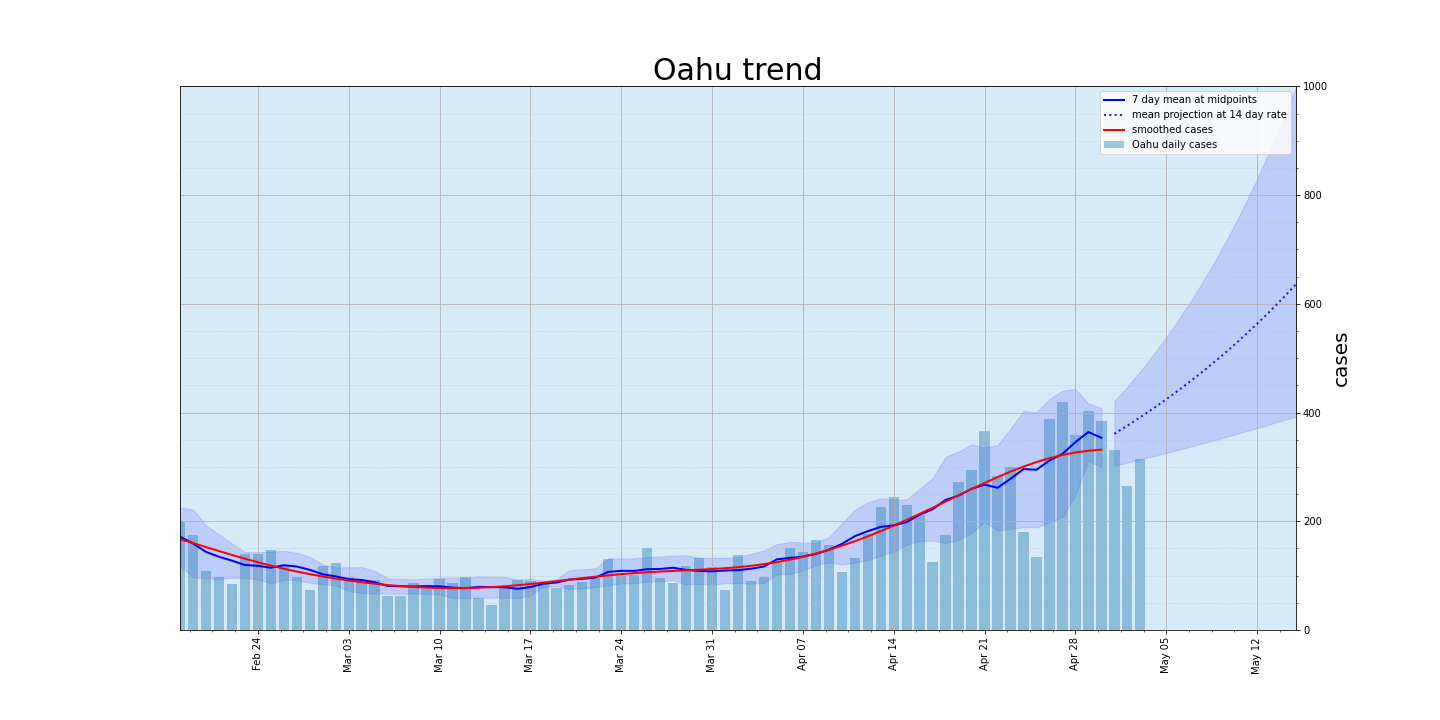 Oahu trend
7 day mean at midpoints
mean projection at 14 day rate
smoothed cases
Oahu daily cases
1000
800
600
400
200
0
cases
Feb 24
Mar 03
Mar 10
Mar 17
Mar 24
Mar 31
Apr 07
Apr 14
Apr 21
Apr 28
May 05
May 12